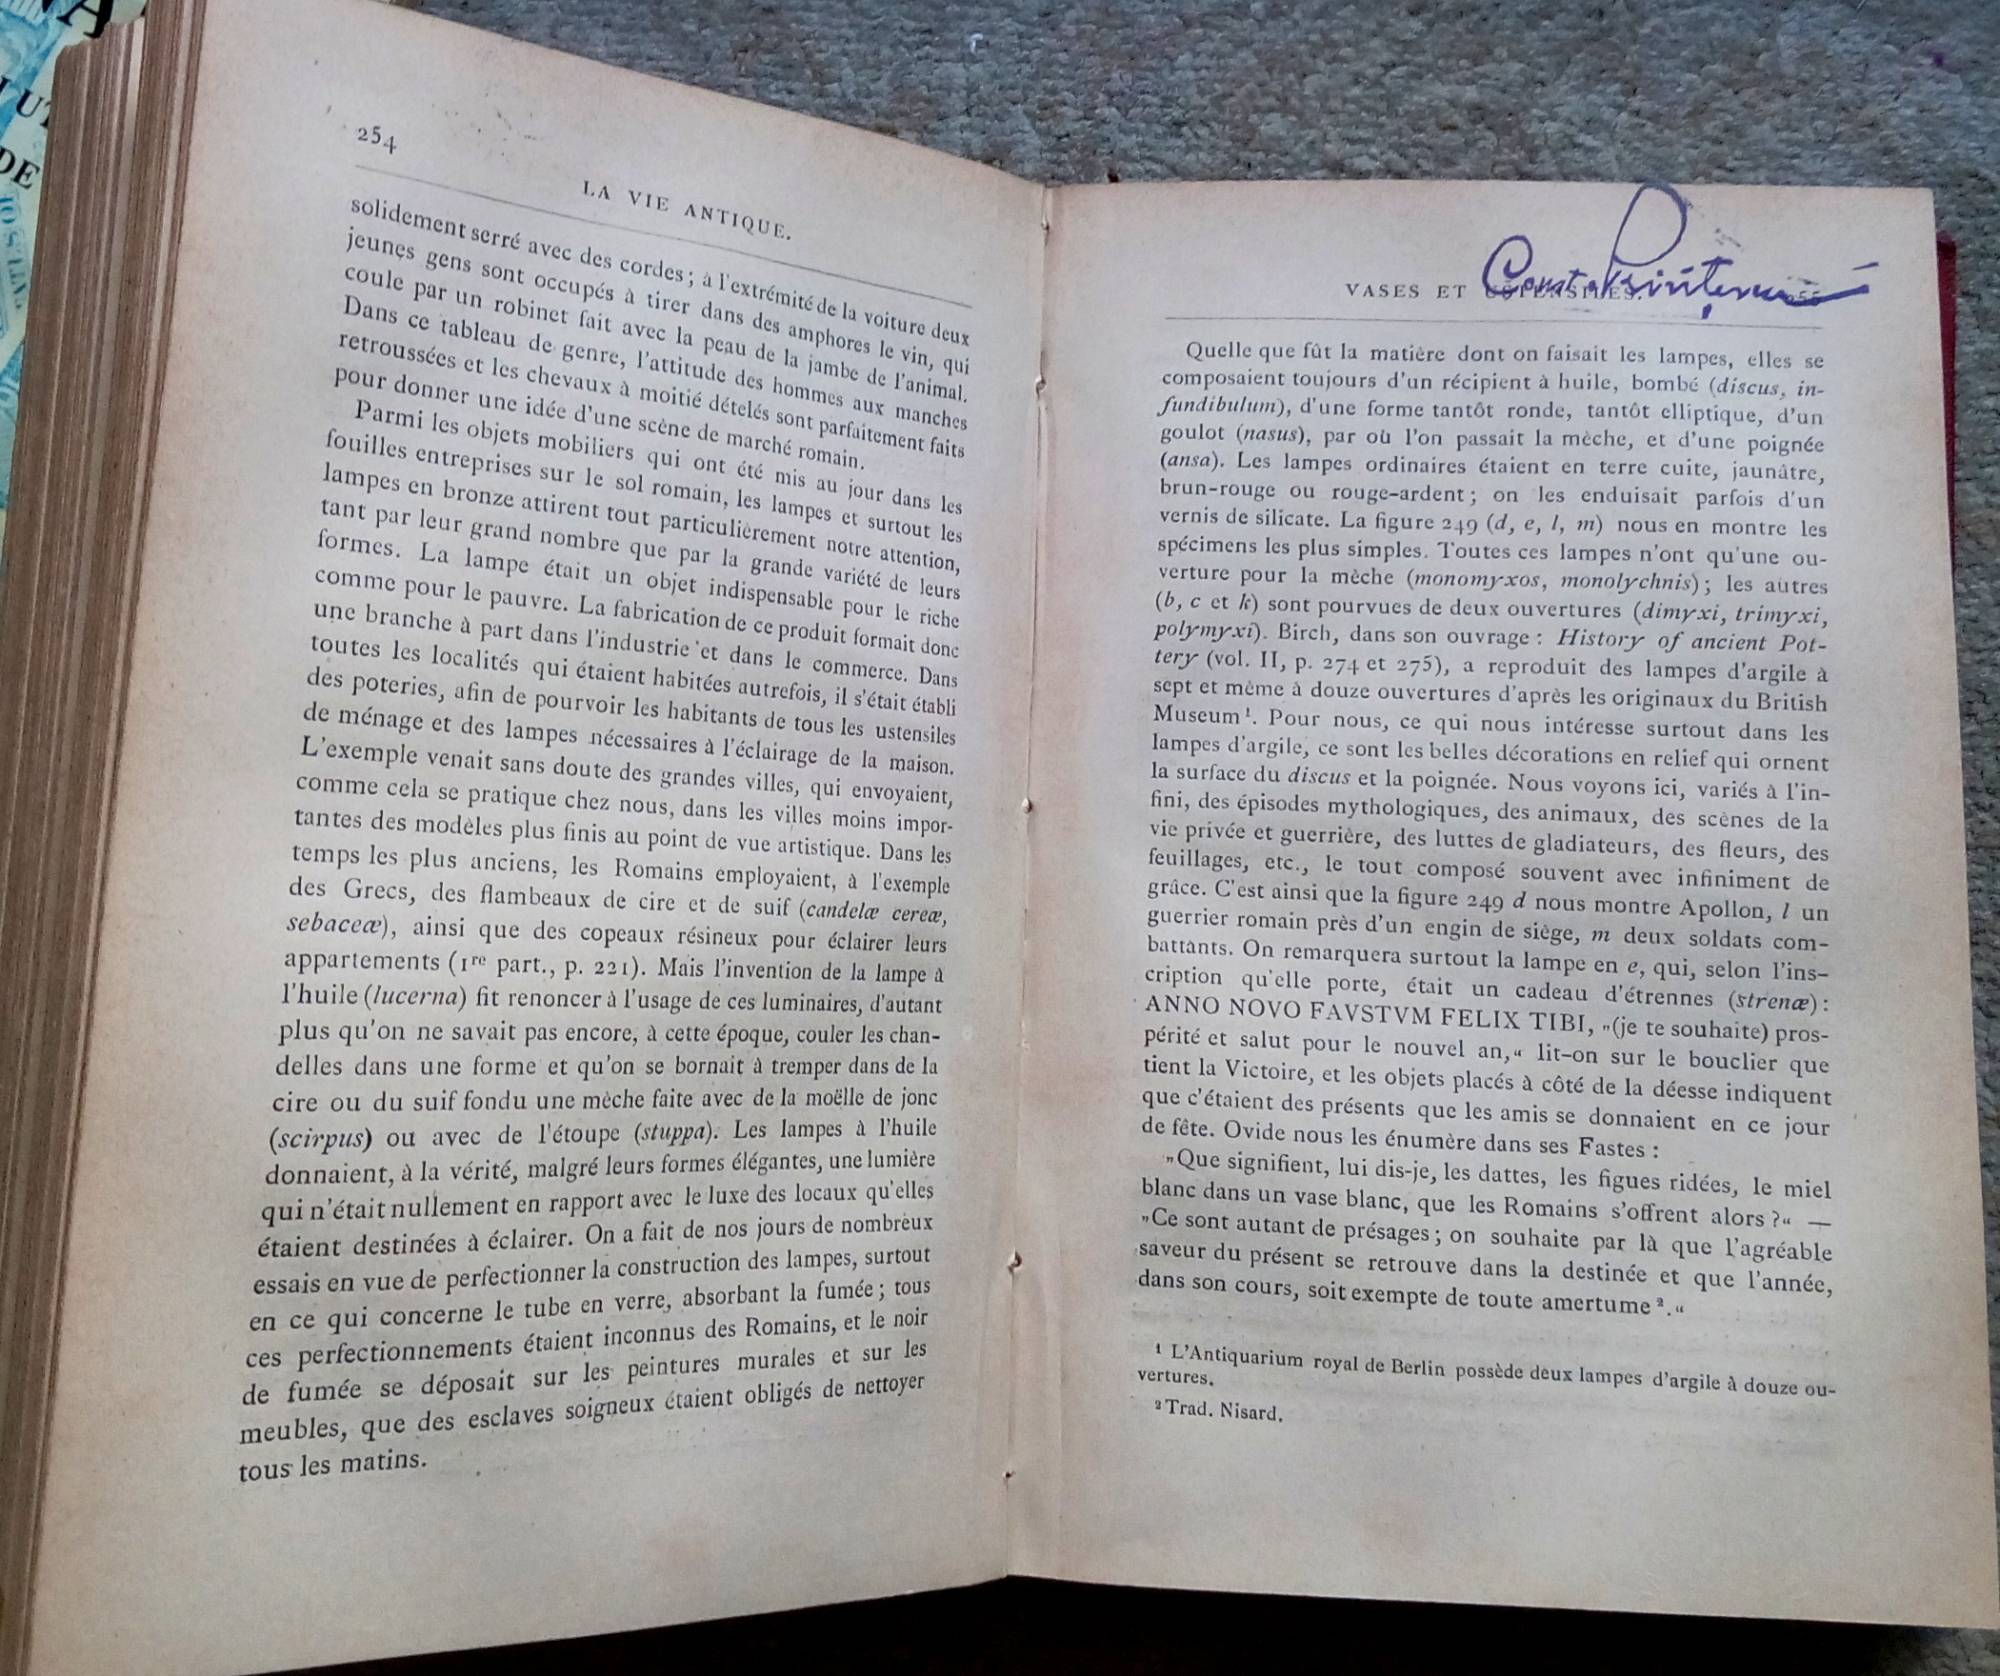 254
LA VIE ANTIQUE.
solidement serré avec des cordes; à l'extrémité de la voiture deux
jeunes gens sont occupés à tirer dans des amphores le vin, qui
coule par un robinet fait avec la peau de la jambe de l'animal.
Dans ce tableau de genre, l'attitude des hommes aux manches
retroussées et les chevaux à moitié dételés sont parfaitement faits
pour donner une idée d'une scène de marché romain.
Parmi les objets mobiliers qui ont été mis au jour dans les
fouilles entreprises sur le sol romain, les lampes et surtout les
lampes en bronze attirent tout particulièrement notre attention,
tant par leur grand nombre que par la grande variété de leurs
formes. La lampe était un objet indispensable pour le riche
comme pour le pauvre. La fabrication de ce produit formait donc
une branche à part dans l'industrie et dans le commerce. Dans
toutes les localités qui étaient habitées autrefois, il s'était établi
des poteries, afin de pourvoir les habitants de tous les ustensiles
de ménage et des lampes nécessaires à l'éclairage de la maison.
L'exemple venait sans doute des grandes villes, qui envoyaient,
comme cela se pratique chez nous, dans les villes moins impor-
tantes des modèles plus finis au point de vue artistique. Dans les
temps les plus anciens, les Romains employaient, à l'exemple
des Grecs, des flambeaux de cire et de suif (candelæ cereæ,
sebaceæ), ainsi que des copeaux résineux pour éclairer leurs
appartements (1re part., p. 221). Mais l'invention de la lampe à
l'huile (lucerna) fit renoncer à l'usage de ces luminaires, d'autant
plus qu'on ne savait pas encore, à cette époque, couler les chan-
delles dans une forme et qu'on se bornait à tremper dans de la
cire ou du suif fondu une mèche faite avec de la moëlle de jonc
(scirpus) ou avec de l'étoupe (stuppa). Les lampes à l'huile
donnaient, à la vérité, malgré leurs formes élégantes, une lumière
qui n'était nullement en rapport avec le luxe des locaux qu'elles
étaient destinées à éclairer. On a fait de nos jours de nombreux
essais en vue de perfectionner la construction des lampes, surtout
en ce qui concerne le tube en verre, absorbant la fumée; tous
ces perfectionnements étaient inconnus des Romains, et le noir
de fumée se déposait sur les peintures murales et sur les
meubles, que des esclaves soigneux étaient obligés de nettoyer
tous les matins.
VASES ET USTENSILES. 255
Quelle que fût la matière dont on faisait les lampes, elles se
composaient toujours d'un récipient à huile, bombé (discus, in-
fundibulum), d'une forme tantôt ronde, tantôt elliptique, d'un
goulot (nasus), par où l'on passait la mèche, et d'une poignée
(ansa). Les lampes ordinaires étaient en terre cuite, jaunâtre,
brun-rouge ou rouge-ardent; on les enduisait parfois d'un
vernis de silicate. La figure 249 (d, e, l, m) nous en montre les
spécimens les plus simples. Toutes ces lampes n'ont qu'une ou-
verture pour la mèche (monomyxos, monolychnis); les autres
(b, c et k) sont pourvues de deux ouvertures (dimyxi, trimyxi,
polymyxi). Birch, dans son ouvrage: History of ancient Pot-
tery (vol. II, p. 274 et 275), a reproduit des lampes d'argile à
sept et même à douze ouvertures d'après les originaux du British
Museum¹. Pour nous, ce qui nous intéresse surtout dans les
lampes d'argile, ce sont les belles décorations en relief qui ornent
la surface du discus et la poignée. Nous voyons ici, variés à l'in-
fini, des épisodes mythologiques, des animaux, des scènes de la
vie privée et guerrière, des luttes de gladiateurs, des fleurs, des
feuillages, etc., le tout composé souvent avec infiniment de
grâce. C'est ainsi que la figure 249 d nous montre Apollon, l un
guerrier romain près d'un engin de siège, m deux soldats com-
battants. On remarquera surtout la lampe en e, qui, selon l'ins-
cription qu'elle porte, était un cadeau d'étrennes (strenæ):
ANNO NOVO FAVSTVM FELIX TIBI, „(je te souhaite) pros-
périté et salut pour le nouvel an,“ lit-on sur le bouclier que
tient la Victoire, et les objets placés à côté de la déesse indiquent
que c'étaient des présents que les amis se donnaient en ce jour
de fête. Ovide nous les énumère dans ses Fastes:
„Que signifient, lui dis-je, les dattes, les figues ridées, le miel
blanc dans un vase blanc, que les Romains s'offrent alors?“ —
„Ce sont autant de présages; on souhaite par là que l'agréable
saveur du présent se retrouve dans la destinée et que l'année,
dans son cours, soit exempte de toute amertume².“
¹ L'Antiquarium royal de Berlin possède deux lampes d'argile à douze ou-
vertures.
² Trad. Nisard.